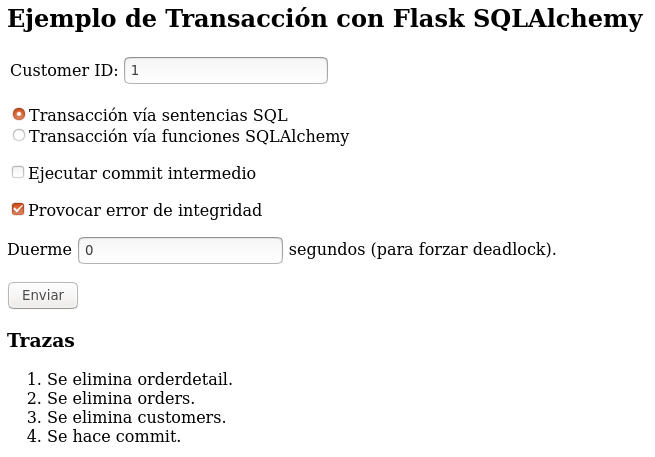 Ejemplo de Transacción con Flask SQLAlchemy
Customer ID: 1
Transacción vía sentencias SQL
Transacción vía funciones SQLAlchemy
Ejecutar commit intermedio
Provocar error de integridad
Duerme 0 segundos (para forzar deadlock).
Enviar
Trazas
1. Se elimina orderdetail.
2. Se elimina orders.
3. Se elimina customers.
4. Se hace commit.